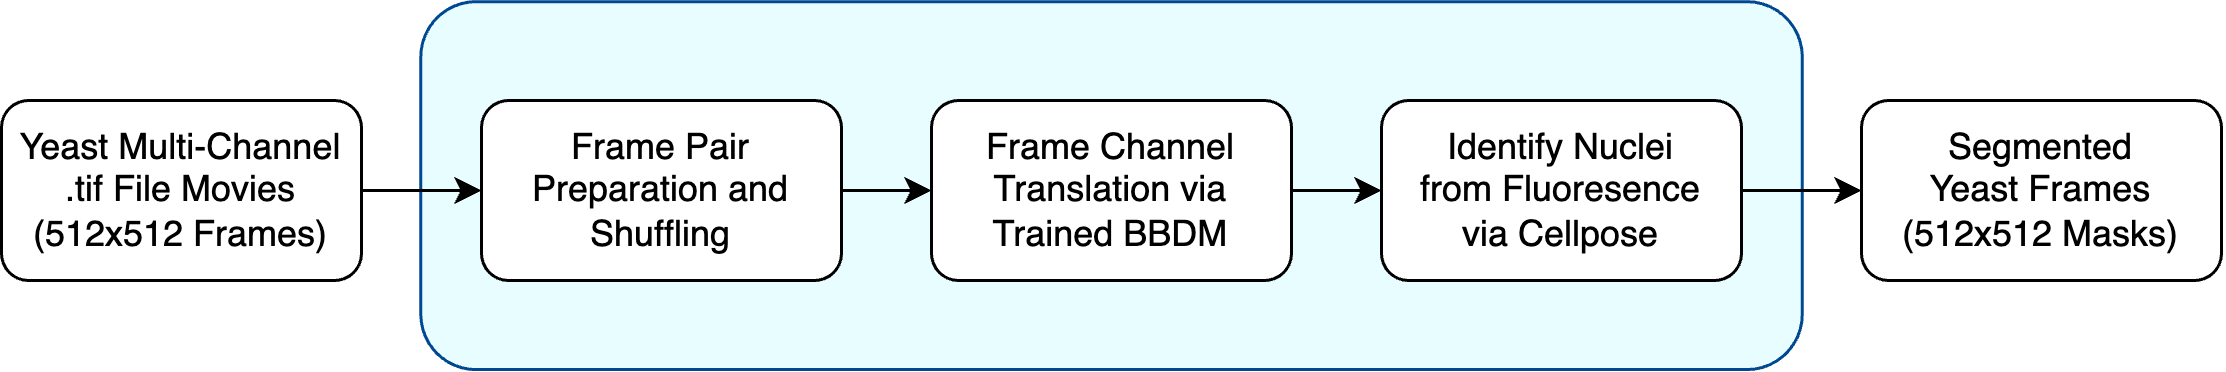 Yeast Multi-Channel
.tif File Movies
(512x512 Frames)
Frame Pair
Preparation and
Shuffling
Frame Channel
Translation via
Trained BBDM
Identify Nuclei
from Fluoresence
via Cellpose
Segmented
Yeast Frames
(512x512 Masks)